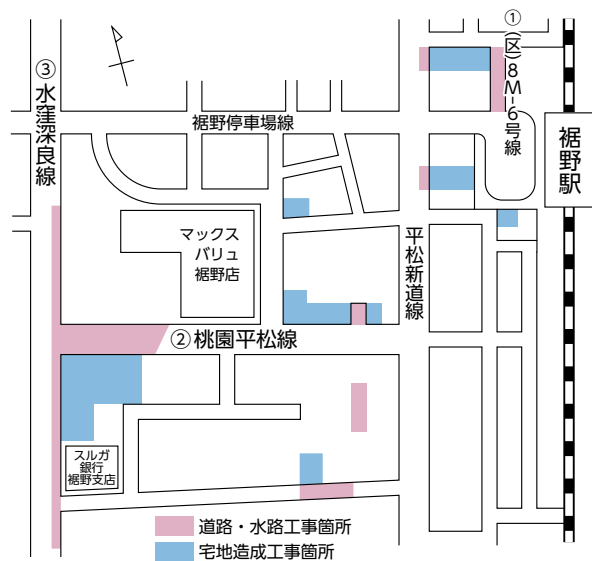 ①(区)8M-6号線
③水窪深良線
裾野停車場線
裾野駅
マックス
バリュ
裾野店
平松新道線
②桃園平松線
スルガ
銀行
裾野支店
道路・水路工事箇所
宅地造成工事箇所